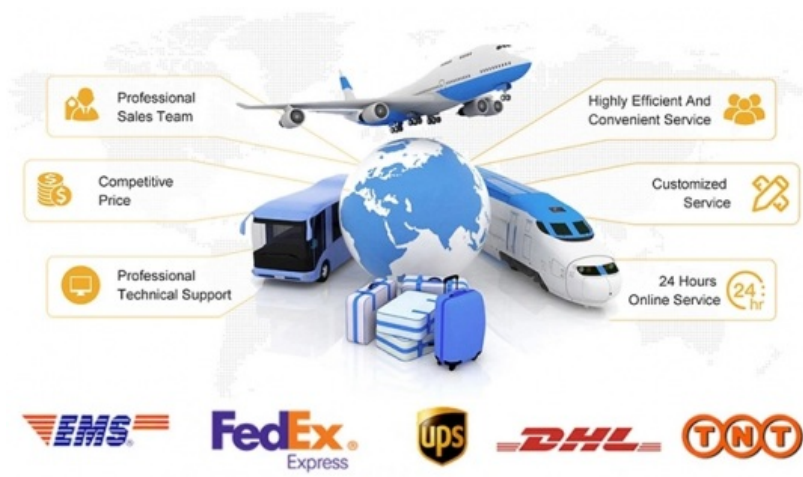 Professional
Sales Team
Highly Efficient And
Convenient Service
Competitive
Price
Customized
Service
Professional
Technical Support
24 Hours
Online Service
24
hr
EMS
FedEx
Express
ups
DHL
TNT